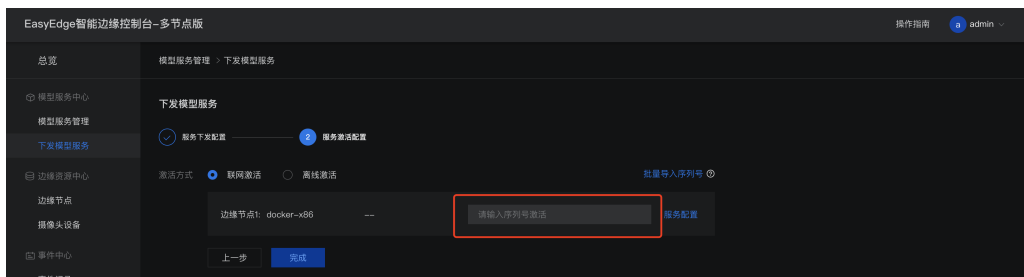 EasyEdge智能边缘控制台-多节点版
操作指南 a admin
总览
模型服务管理 > 下发模型服务
模型服务中心
下发模型服务
模型服务管理
服务下发配置 2 服务激活配置
下发模型服务
边缘资源中心
激活方式 联网激活 离线激活 批量导入序列号
边缘节点
边缘节点1: docker-x86 -- 请输入序列号激活 服务配置
摄像头设备
事件中心
上一步 完成